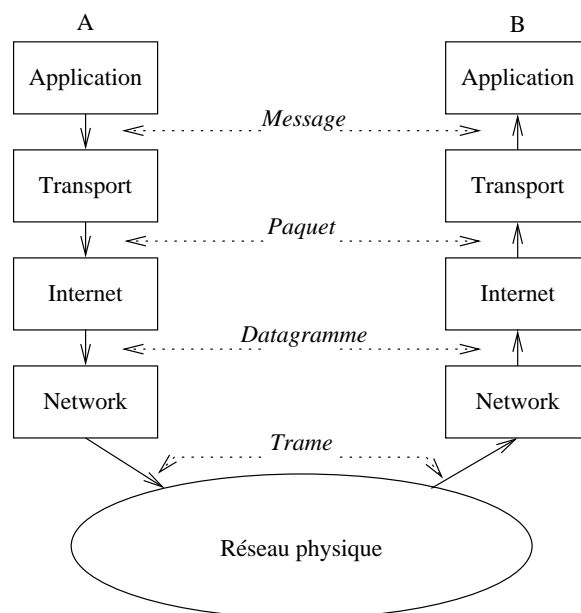 A B
Application Application
Message
Transport Transport
Paquet
Internet Internet
Datagramme
Network Network
Trame
Réseau physique